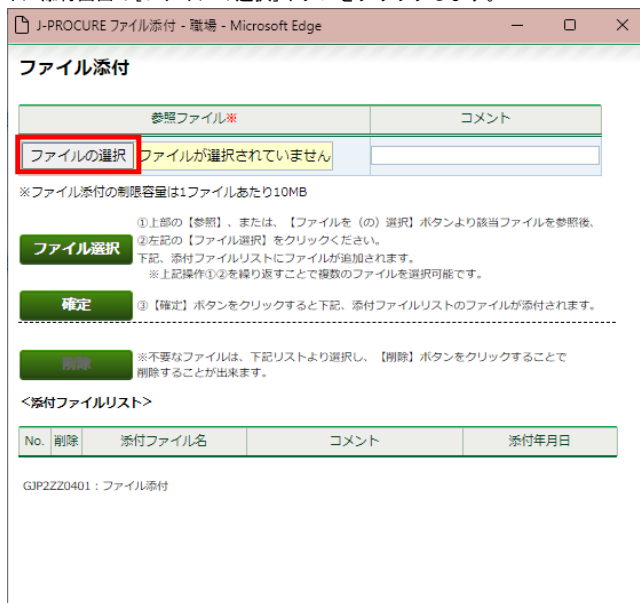 J-PROCURE ファイル添付 - 職場 - Microsoft Edge
ファイル添付
参照ファイル※ コメント
ファイルの選択 ファイルが選択されていません
※ファイル添付の制限容量は1ファイルあたり10MB
①上部の【参照】、または、【ファイルを（の）選択】ボタンより該当ファイルを参照後、
ファイル選択 ②左記の【ファイル選択】をクリックください。
下記、添付ファイルリストにファイルが追加されます。
※上記操作①②を繰り返すことで複数のファイルを選択可能です。
確定 ③【確定】ボタンをクリックすると下記、添付ファイルリストのファイルが添付されます。
削除 ※不要なファイルは、下記リストより選択し、【削除】ボタンをクリックすることで
削除することが出来ます。
<添付ファイルリスト>
No. 削除 添付ファイル名 コメント 添付年月日
GJP2ZZ0401：ファイル添付